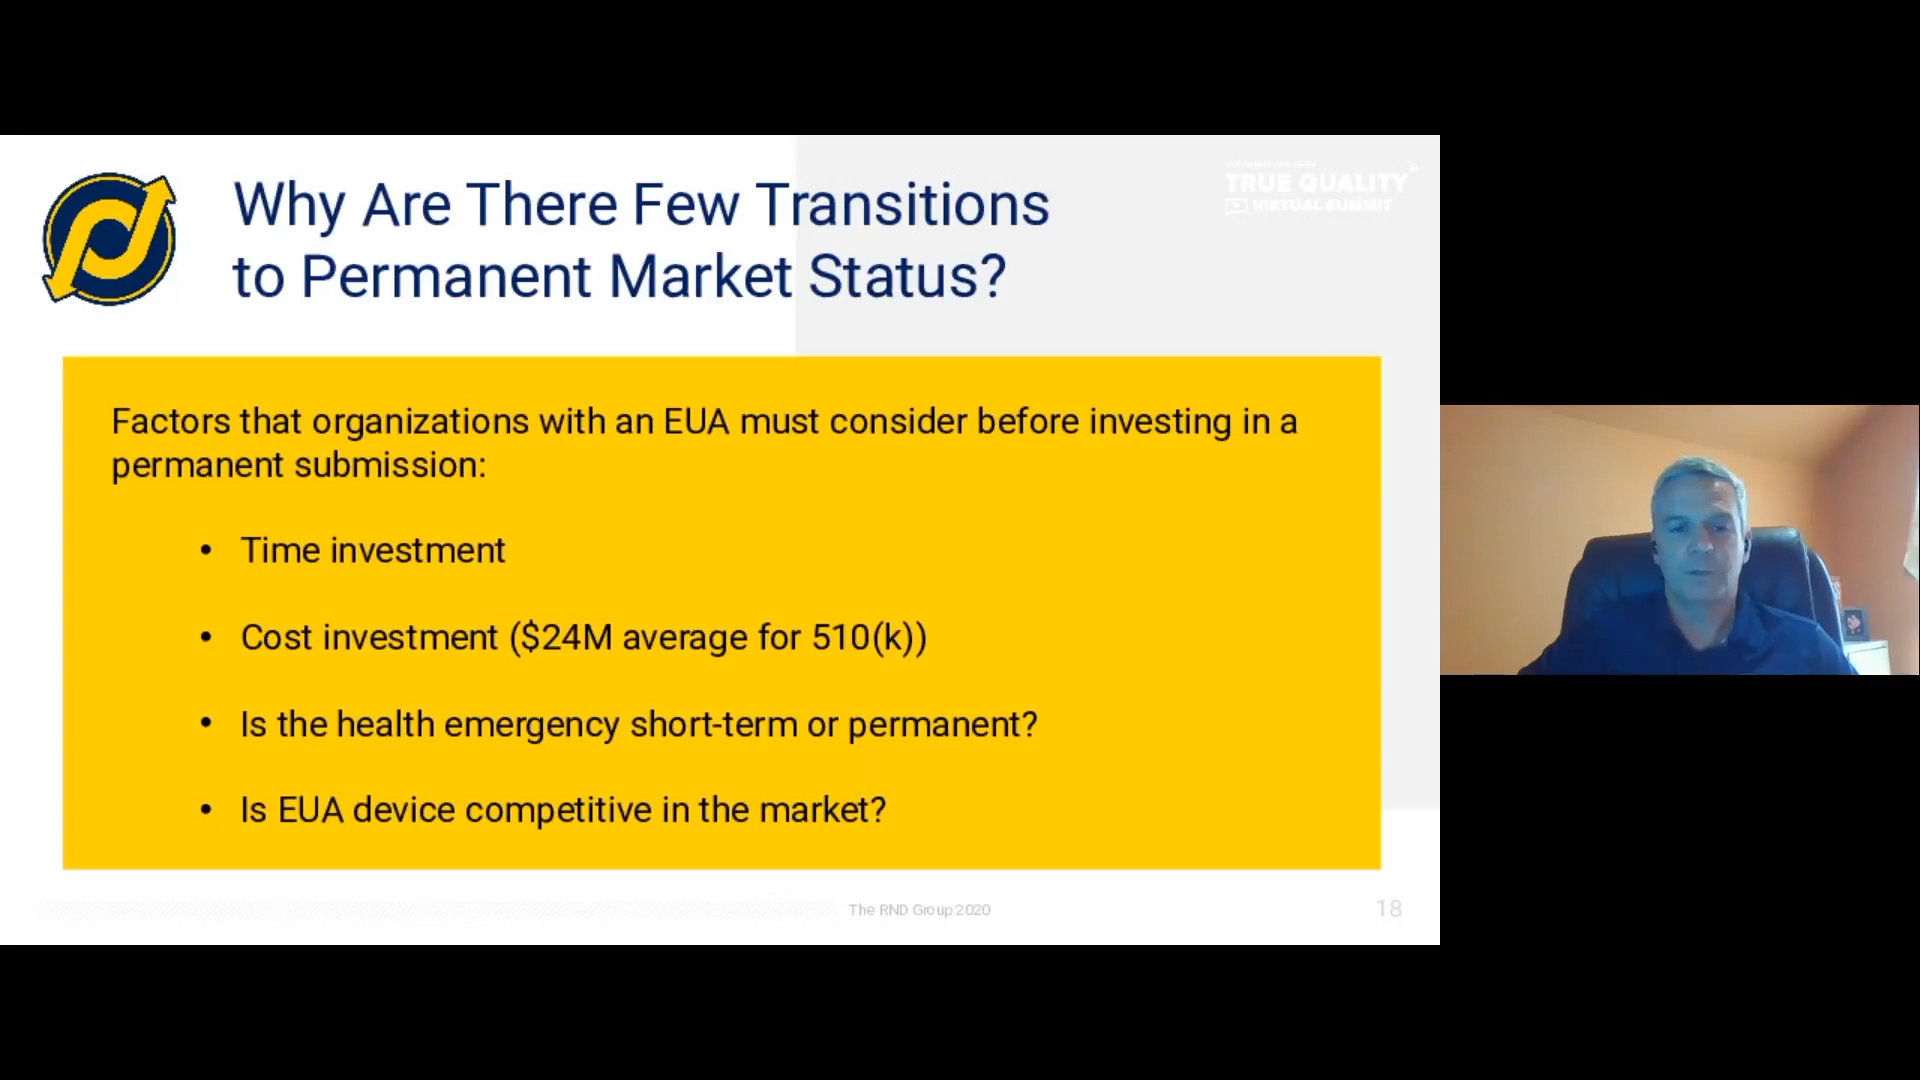 Why Are There Few Transitions
to Permanent Market Status?
TRUE QUALITY
VIRTUAL SUMMIT
Factors that organizations with an EUA must consider before investing in a
permanent submission:
• Time investment
• Cost investment ($24M average for 510(k))
• Is the health emergency short-term or permanent?
• Is EUA device competitive in the market?
The RND Group 2020
18